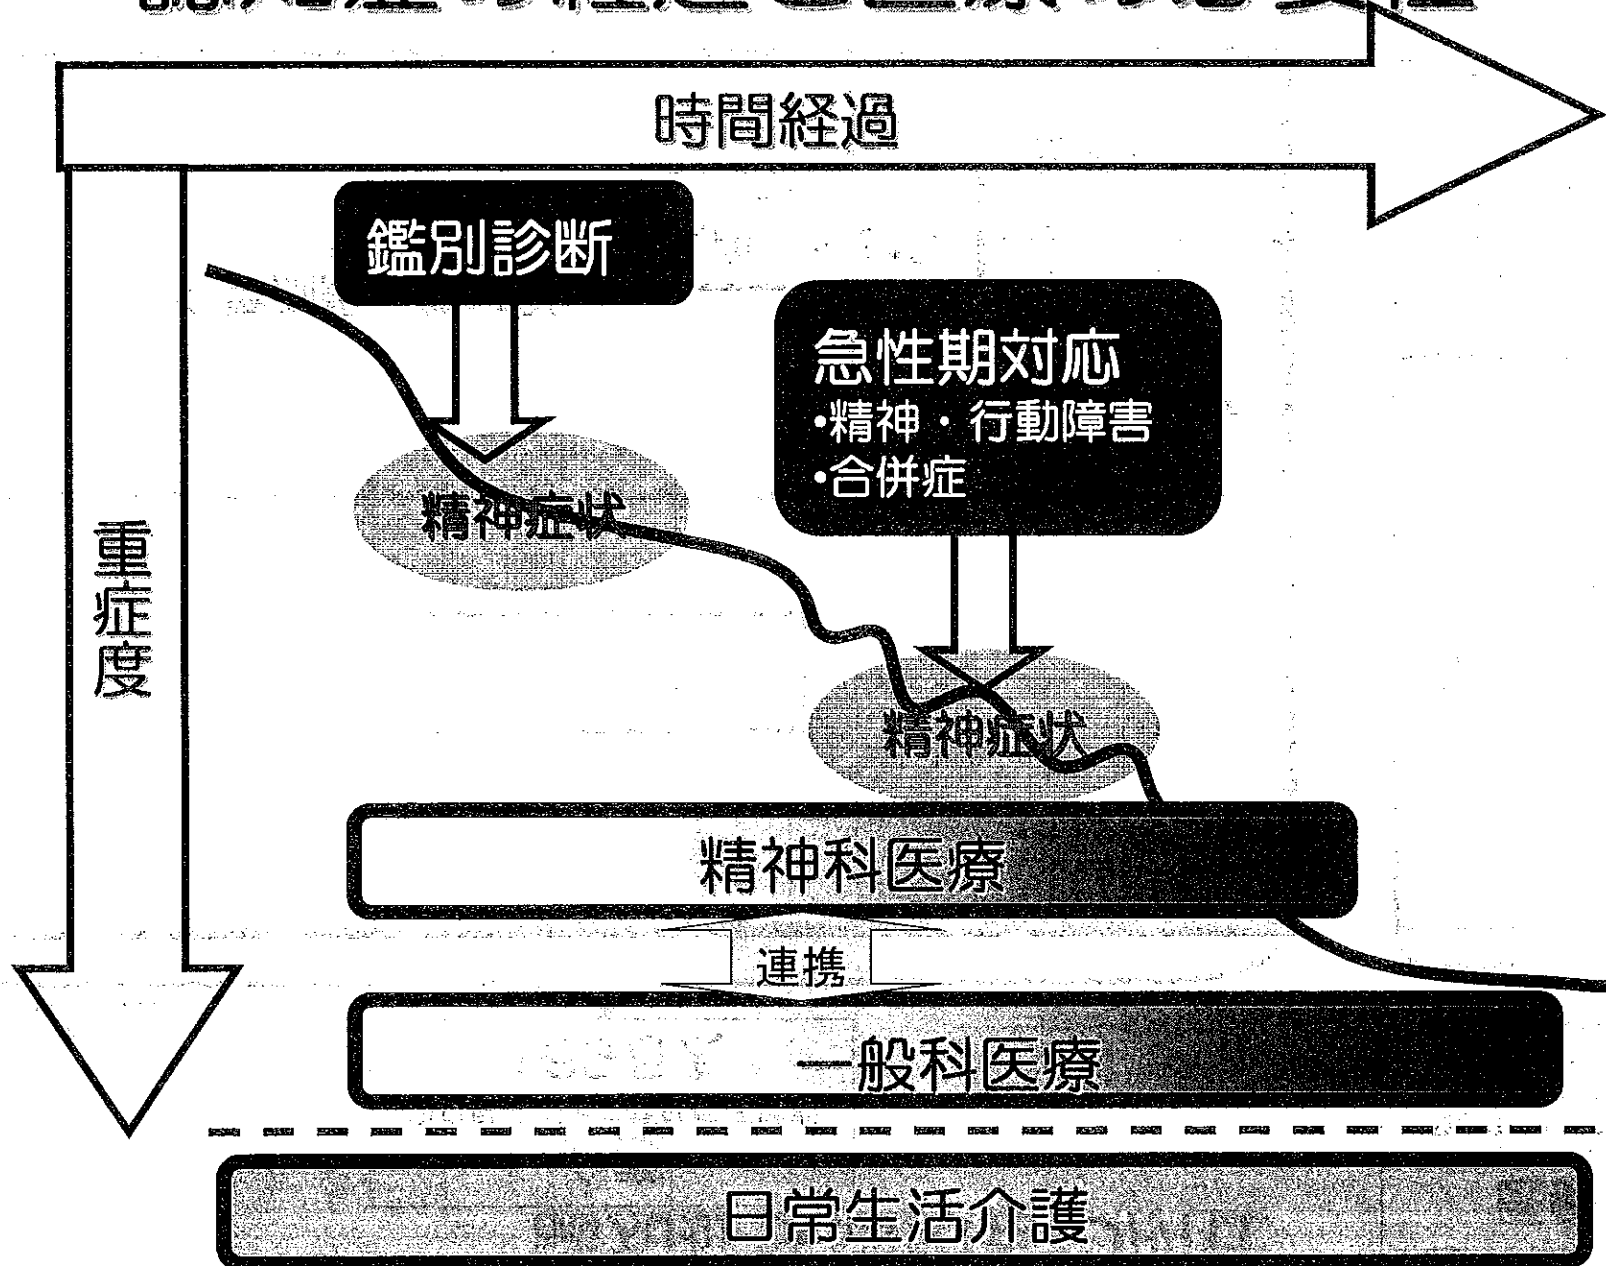 時間経過
鑑別診断
急性期対応
•精神・行動障害
•合併症
精神症状
重症度
精神症状
精神科医療
連携
一般科医療
日常生活介護